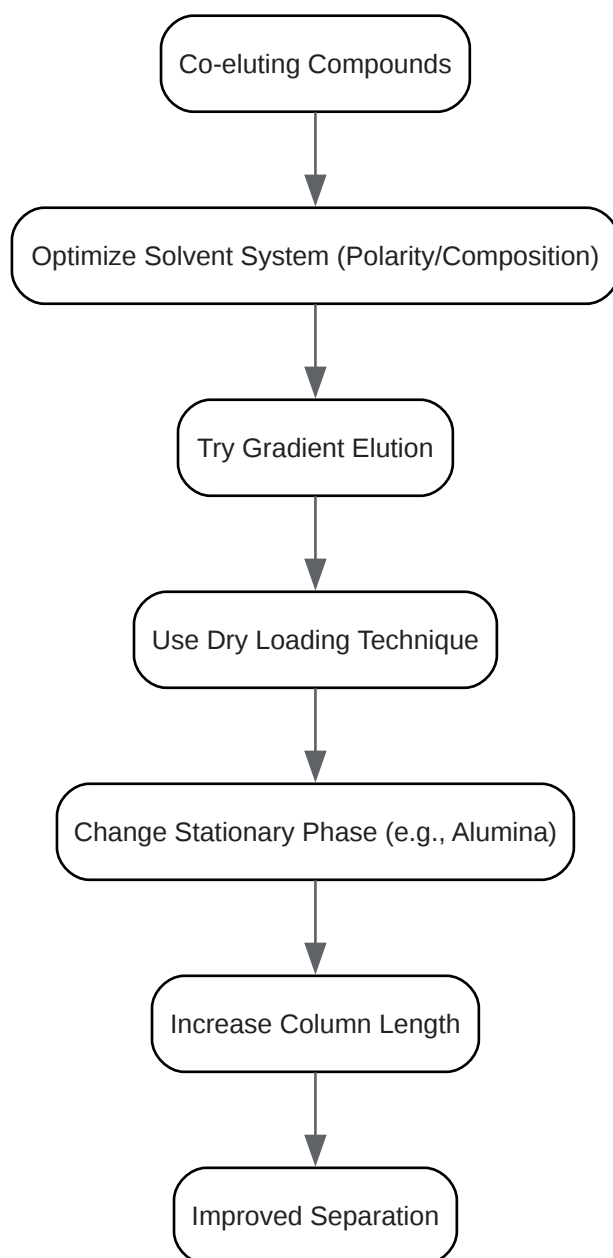 Co-eluting Compounds
Optimize Solvent System (Polarity/Composition)
Try Gradient Elution
Use Dry Loading Technique
Change Stationary Phase (e.g., Alumina)
Increase Column Length
Improved Separation